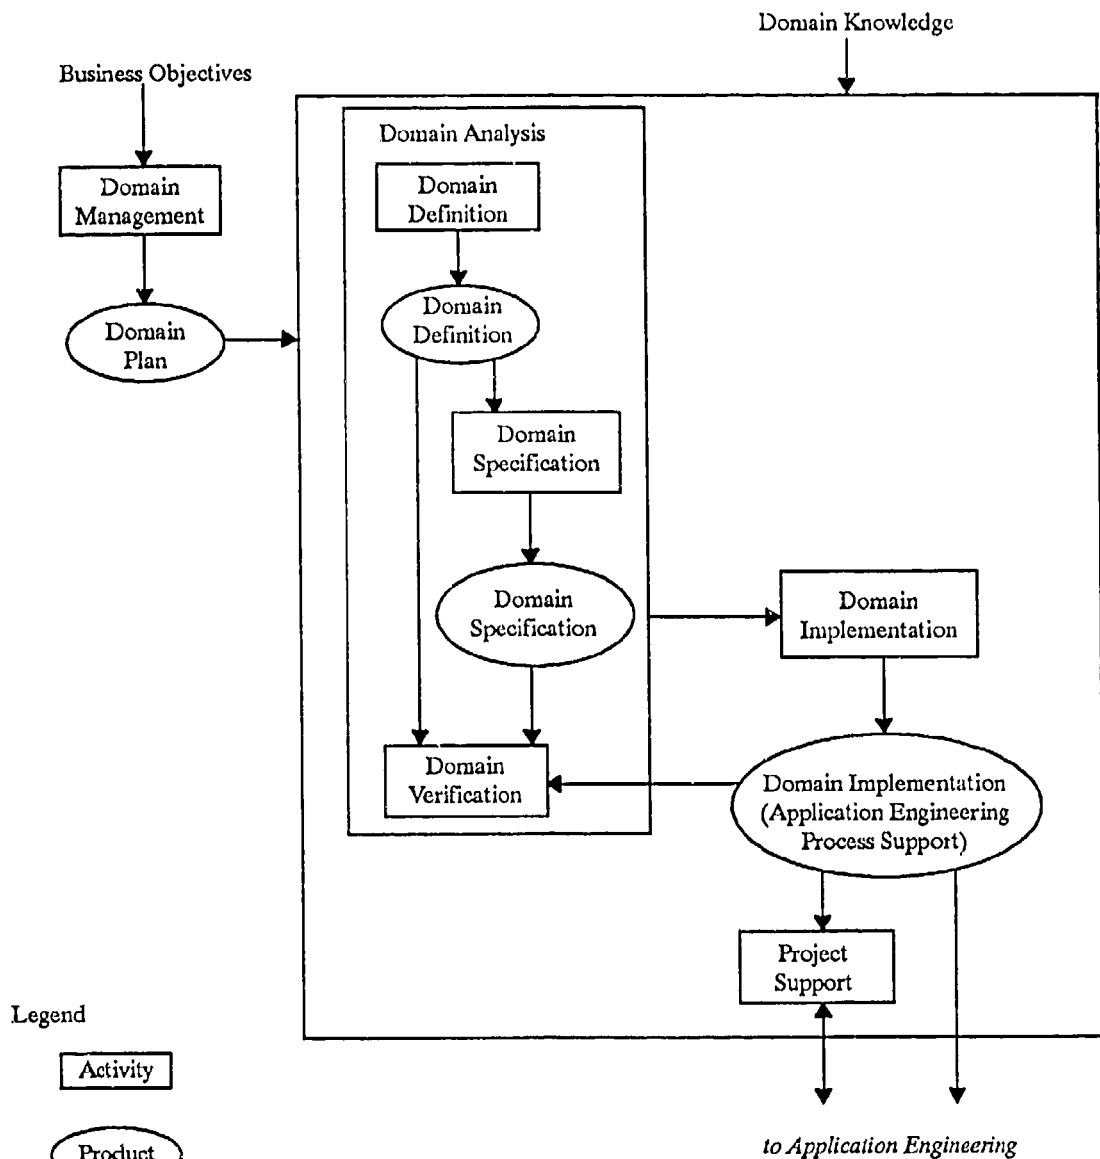 Domain Knowledge
Business Objectives
Domain Analysis
Domain
Management
Domain
Definition
Domain
Plan
Domain
Definition
Domain
Specification
Domain
Specification
Domain
Implementation
Domain
Verification
Domain Implementation
(Application Engineering
Process Support)
Project
Support
Legend
Activity
Product
to Application Engineering